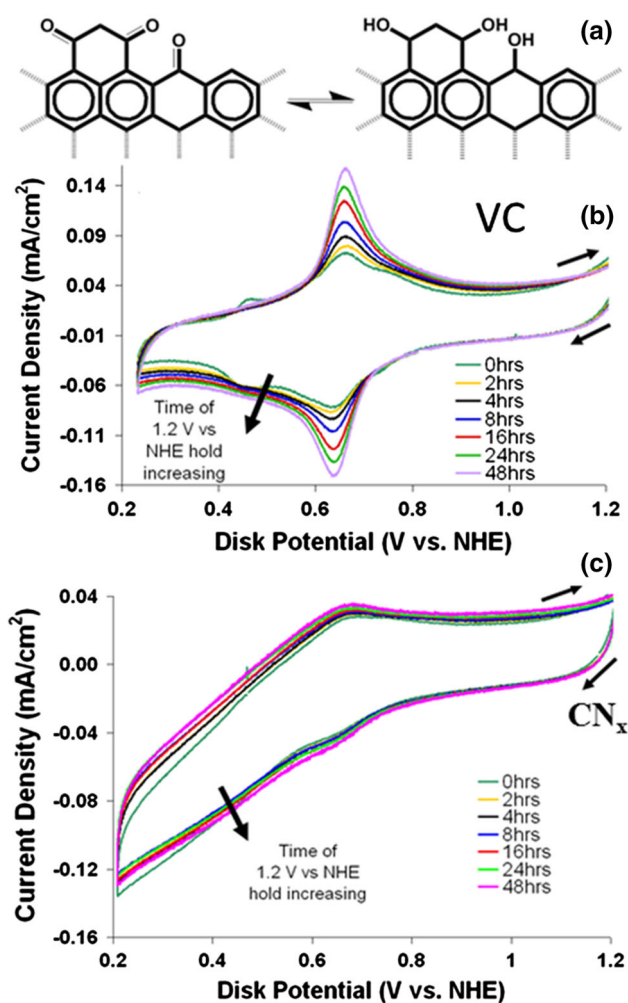 (a)
O
O
O
HO
HO
HO
(b)
VC
Current Density (mA/cm²)
0.14
0.09
0.04
-0.01
-0.06
-0.11
-0.16
0hrs
2hrs
4hrs
8hrs
16hrs
24hrs
48hrs
Time of
1.2 V vs
NHE hold
increasing
0.2 0.4 0.6 0.8 1.0 1.2
Disk Potential (V vs. NHE)
(c)
CNₓ
Current Density (mA/cm²)
0.04
0.00
-0.04
-0.08
-0.12
-0.16
0hrs
2hrs
4hrs
8hrs
16hrs
24hrs
48hrs
Time of
1.2 V vs NHE
hold increasing
0.2 0.4 0.6 0.8 1 1.2
Disk Potential (V vs. NHE)